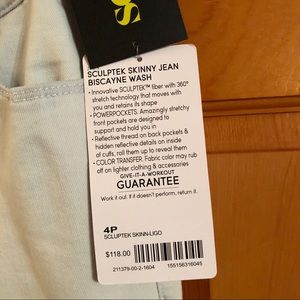 SCULPTEK SKINNY JEAN
BISCAYNE WASH
• Innovative SCULPTEK™ fiber with 360°
stretch technology that moves with
you and retains its shape
• POWERPOCKETS. Amazingly stretchy
front pockets are designed to
support and hold you in
• Reflective thread on back pockets &
hidden reflective details on inside
of cuffs, roll them up to reveal them
• COLOR TRANSFER. Fabric color may rub
off on lighter clothing & accessories
GIVE-IT-A-WORKOUT
GUARANTEE
Work it out. If it doesn't perform, return it.
4P
SCLUPTEK SKINN-LIGO
$118.00
211379-00-2-1604
155156316045